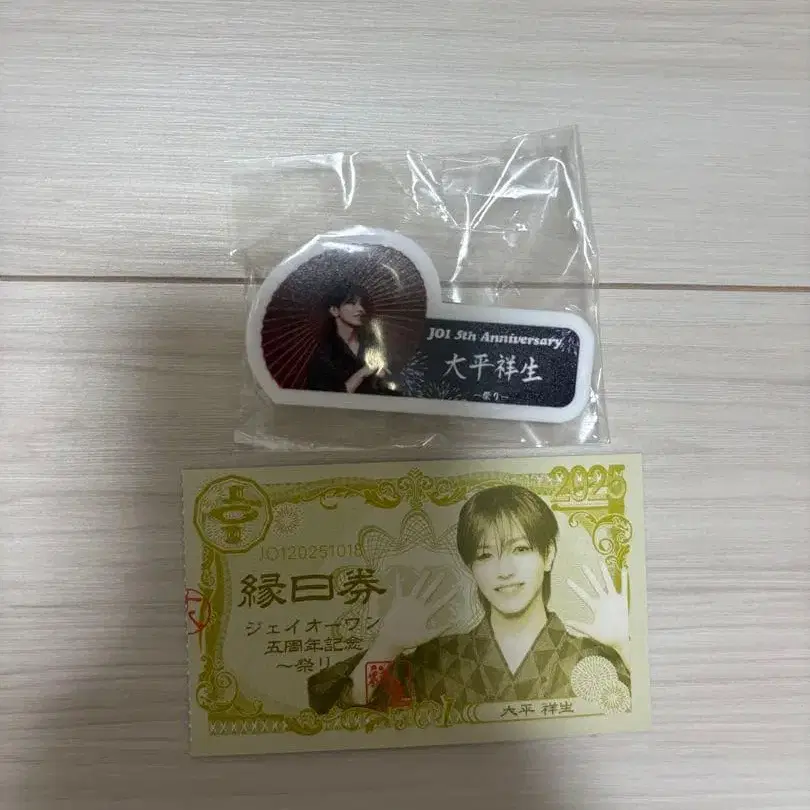 JO1 5th Anniversary
大平祥生
〜祭り〜
2025
JO1
JO120251018
縁日券
ジェイオーワン
五周年記念
〜祭り〜
大平 祥生